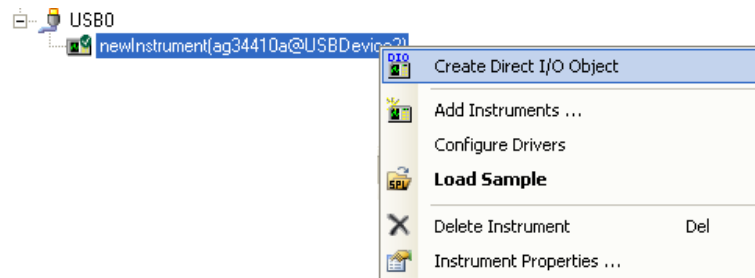 USB0
newInstrument(ag34410a@USBDevice2)
DIO
Create Direct I/O Object
Add Instruments ...
Configure Drivers
SPL
Load Sample
Delete Instrument Del
Instrument Properties ...